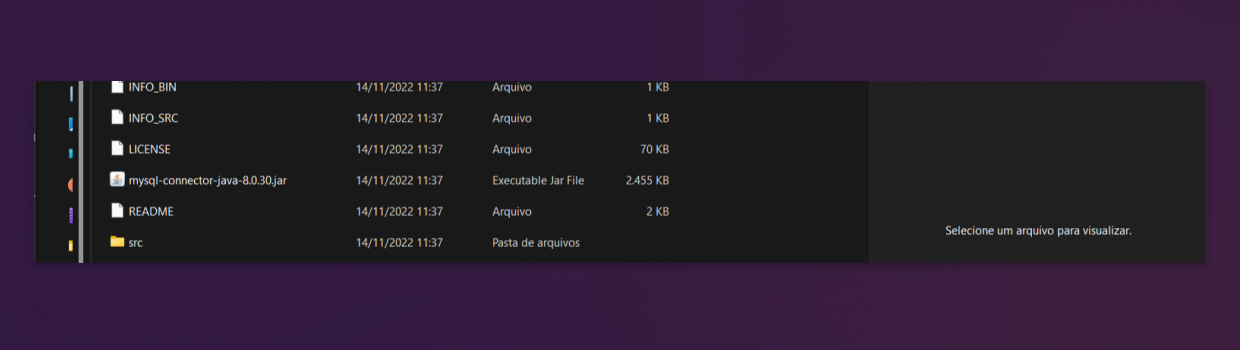 INFO_BIN 14/11/2022 11:37 Arquivo 1 KB
INFO_SRC 14/11/2022 11:37 Arquivo 1 KB
LICENSE 14/11/2022 11:37 Arquivo 70 KB
mysql-connector-java-8.0.30.jar 14/11/2022 11:37 Executable Jar File 2.455 KB
README 14/11/2022 11:37 Arquivo 2 KB
Selecione um arquivo para visualizar.
src 14/11/2022 11:37 Pasta de arquivos